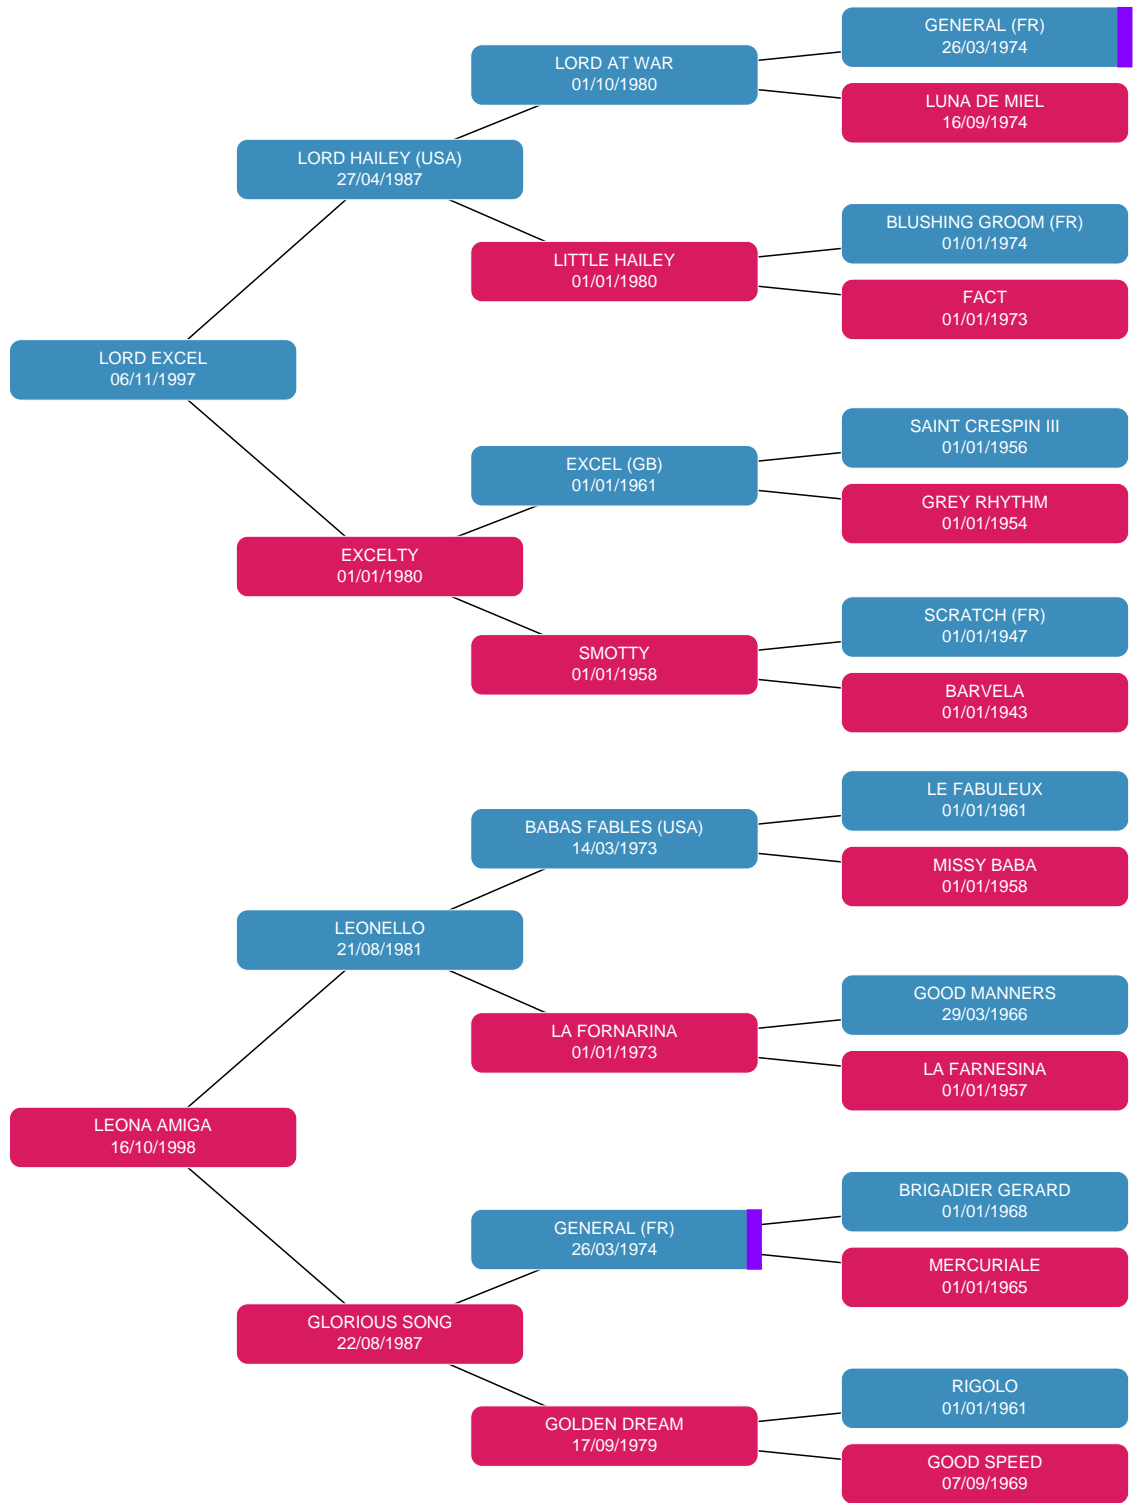 GENERAL (FR)
26/03/1974
LORD AT WAR
01/10/1980
LUNA DE MIEL
16/09/1974
LORD HAILEY (USA)
27/04/1987
BLUSHING GROOM (FR)
01/01/1974
LITTLE HAILEY
01/01/1980
FACT
01/01/1973
LORD EXCEL
06/11/1997
SAINT CRESPIN III
01/01/1956
EXCEL (GB)
01/01/1961
GREY RHYTHM
01/01/1954
EXCELTY
01/01/1980
SCRATCH (FR)
01/01/1947
SMOTTY
01/01/1958
BARVELA
01/01/1943
LE FABULEUX
01/01/1961
BABAS FABLES (USA)
14/03/1973
MISSY BABA
01/01/1958
LEONELLO
21/08/1981
GOOD MANNERS
29/03/1966
LA FORNARINA
01/01/1973
LA FARNESINA
01/01/1957
LEONA AMIGA
16/10/1998
BRIGADIER GERARD
01/01/1968
GENERAL (FR)
26/03/1974
MERCURIALE
01/01/1965
GLORIOUS SONG
22/08/1987
RIGOLO
01/01/1961
GOLDEN DREAM
17/09/1979
GOOD SPEED
07/09/1969